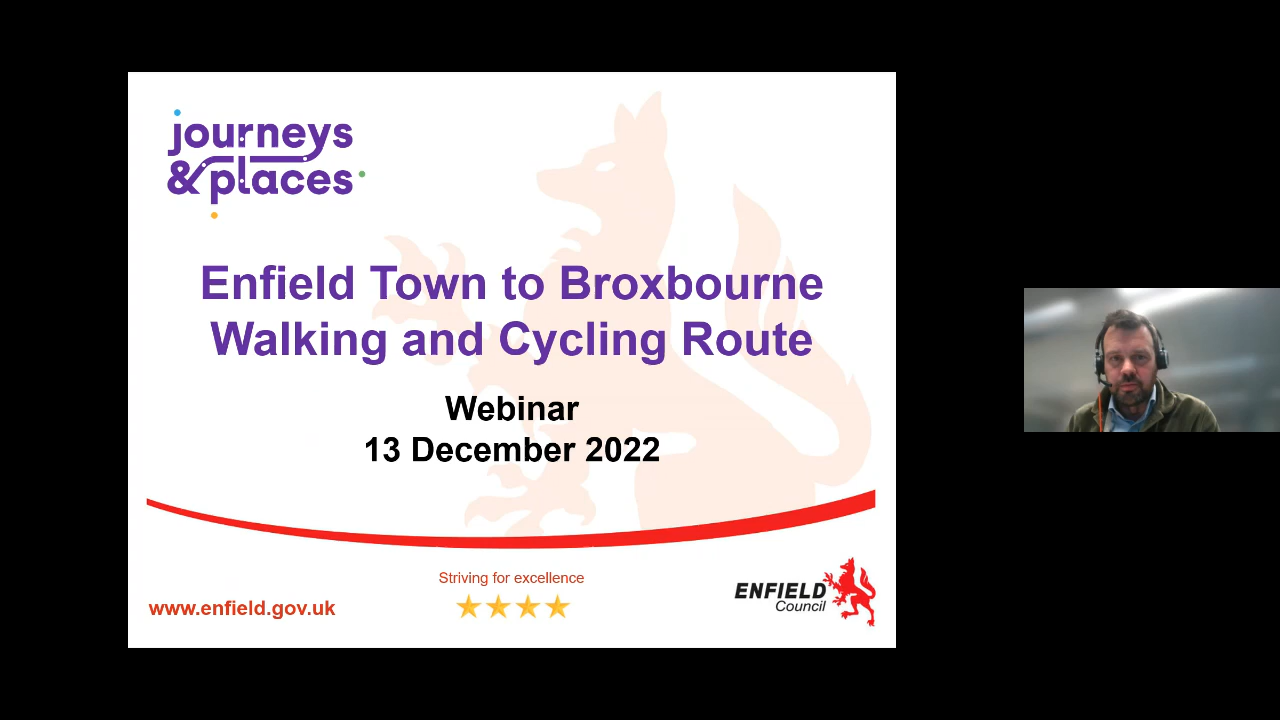 journeys
& places
Enfield Town to Broxbourne
Walking and Cycling Route
Webinar
13 December 2022
Striving for excellence
www.enfield.gov.uk
ENFIELD
Council